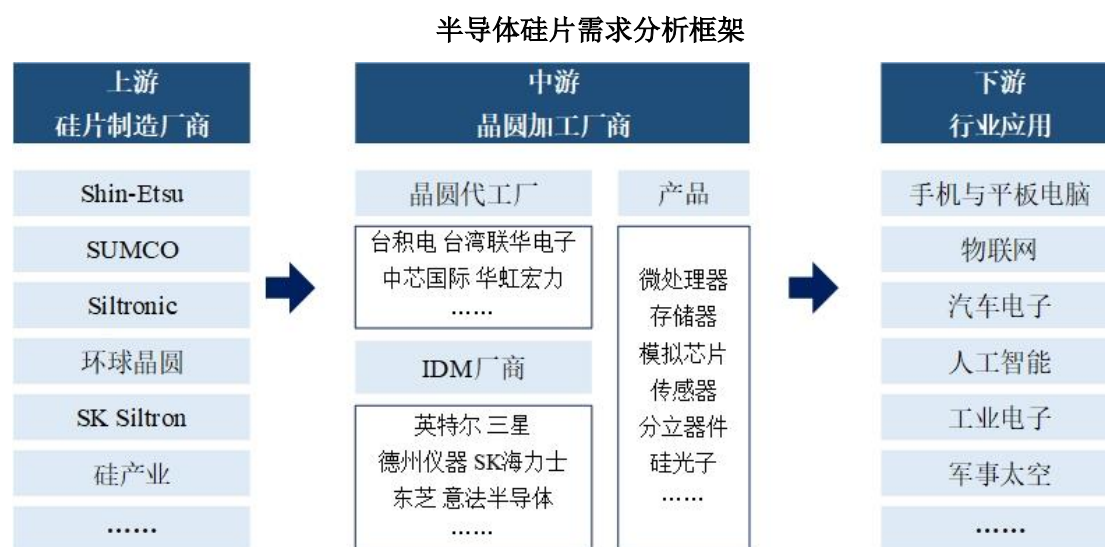 半导体硅片需求分析框架
上游
硅片制造厂商
Shin-Etsu
SUMCO
Siltronic
环球晶圆
SK Siltron
硅产业
……
中游
晶圆加工厂商
晶圆代工厂
台积电 台湾联华电子
中芯国际 华虹宏力
……
IDM厂商
英特尔 三星
德州仪器 SK海力士
东芝 意法半导体
……
产品
微处理器
存储器
模拟芯片
传感器
分立器件
硅光子
……
下游
行业应用
手机与平板电脑
物联网
汽车电子
人工智能
工业电子
军事太空
……